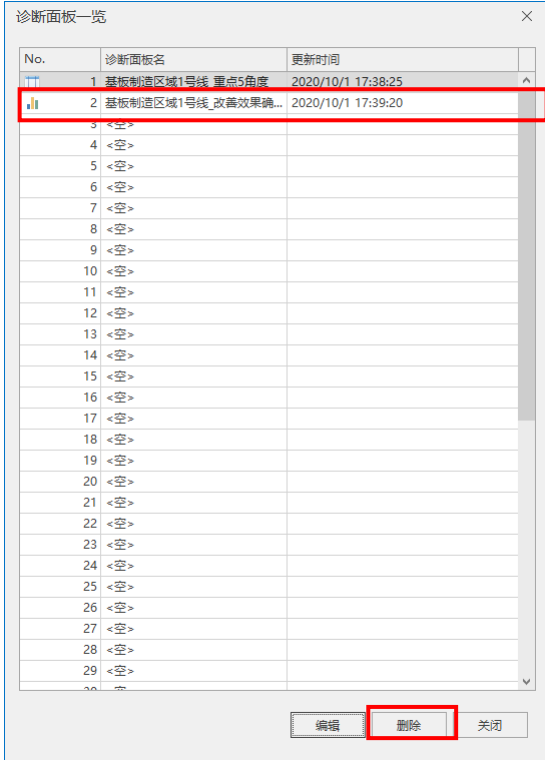 诊断面板一览
No. 诊断面板名 更新时间
1 基板制造区域1号线_重点5角度 2020/10/1 17:38:25
2 基板制造区域1号线_改善效果确... 2020/10/1 17:39:20
3 <空>
4 <空>
5 <空>
6 <空>
7 <空>
8 <空>
9 <空>
10 <空>
11 <空>
12 <空>
13 <空>
14 <空>
15 <空>
16 <空>
17 <空>
18 <空>
19 <空>
20 <空>
21 <空>
22 <空>
23 <空>
24 <空>
25 <空>
26 <空>
27 <空>
28 <空>
29 <空>
编辑 删除 关闭